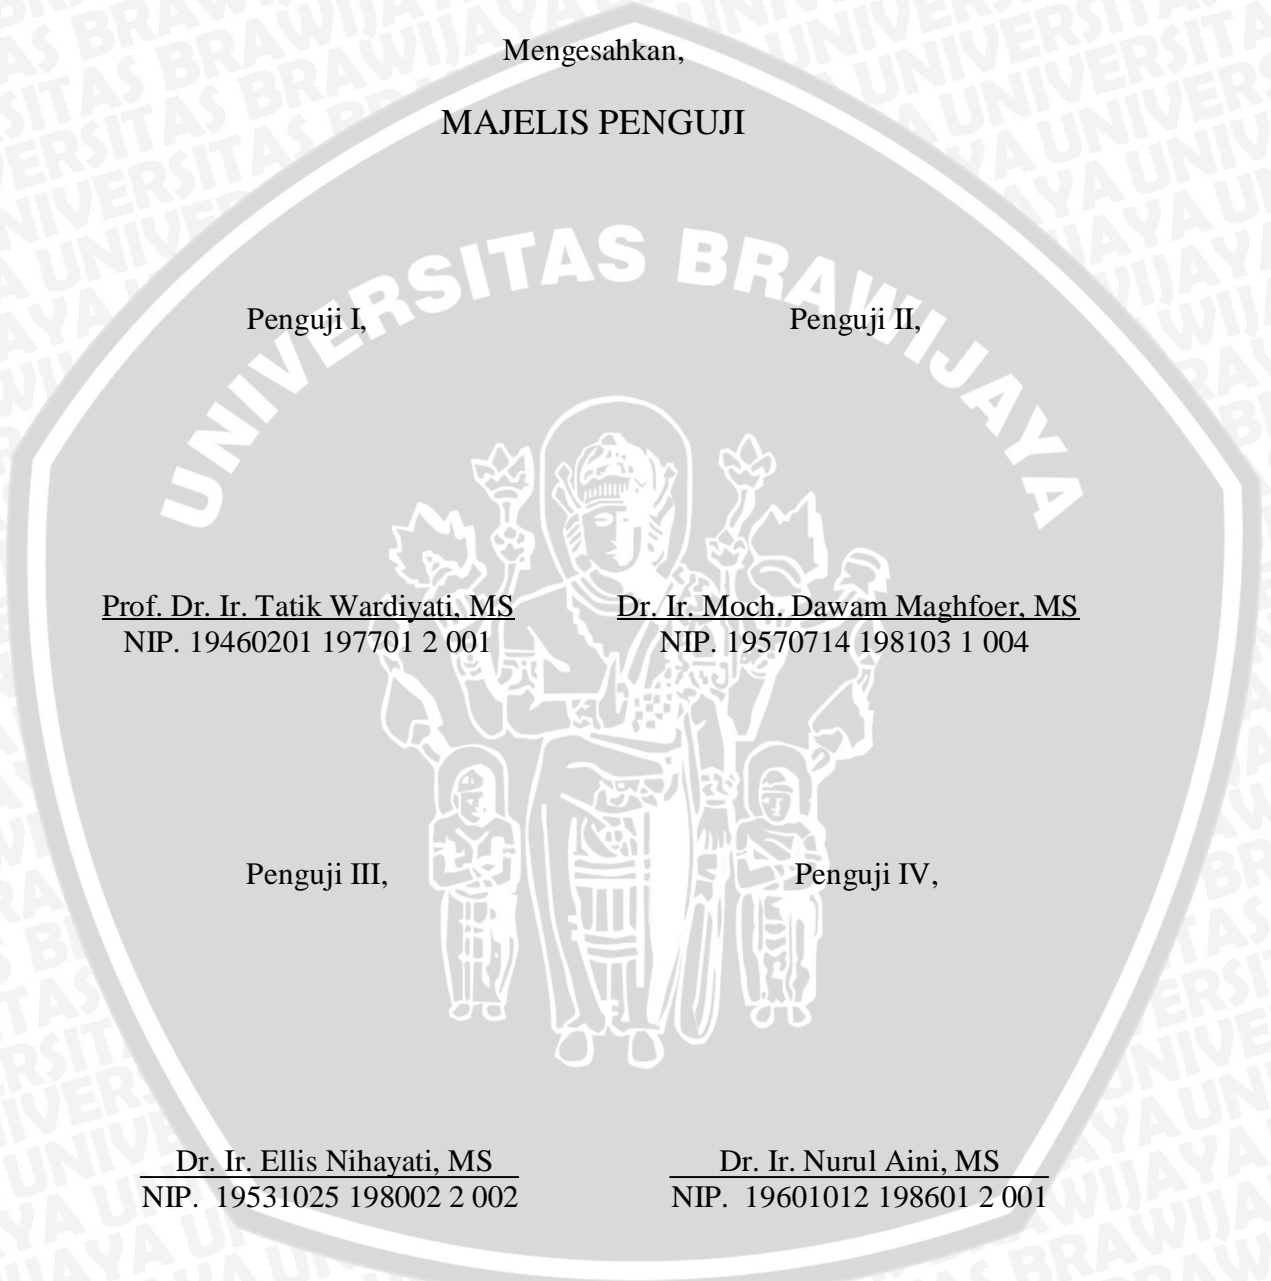 Mengesahkan,
MAJELIS PENGUJI
UNIVERSITAS BRAWIJAYA
Penguji I, Penguji II,
Prof. Dr. Ir. Tatik Wardiyati, MS Dr. Ir. Moch. Dawam Maghfoer, MS
NIP. 19460201 197701 2 001 NIP. 19570714 198103 1 004
Penguji III, Penguji IV,
Dr. Ir. Ellis Nihayati, MS Dr. Ir. Nurul Aini, MS
NIP. 19531025 198002 2 002 NIP. 19601012 198601 2 001